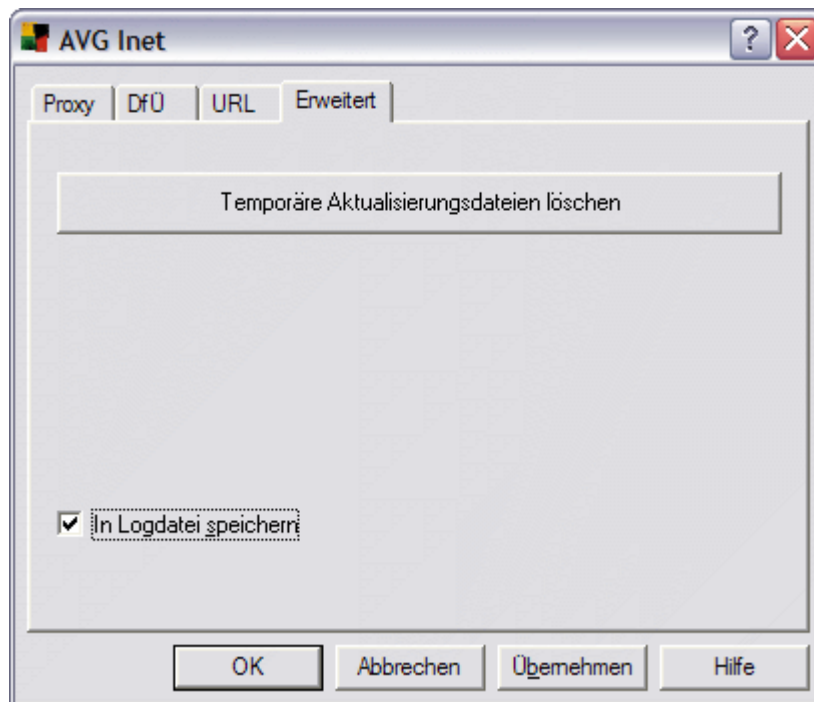 AVG Inet
Proxy DfÜ URL Erweitert
Temporäre Aktualisierungsdateien löschen
In Logdatei speichern
OK Abbrechen Übernehmen Hilfe